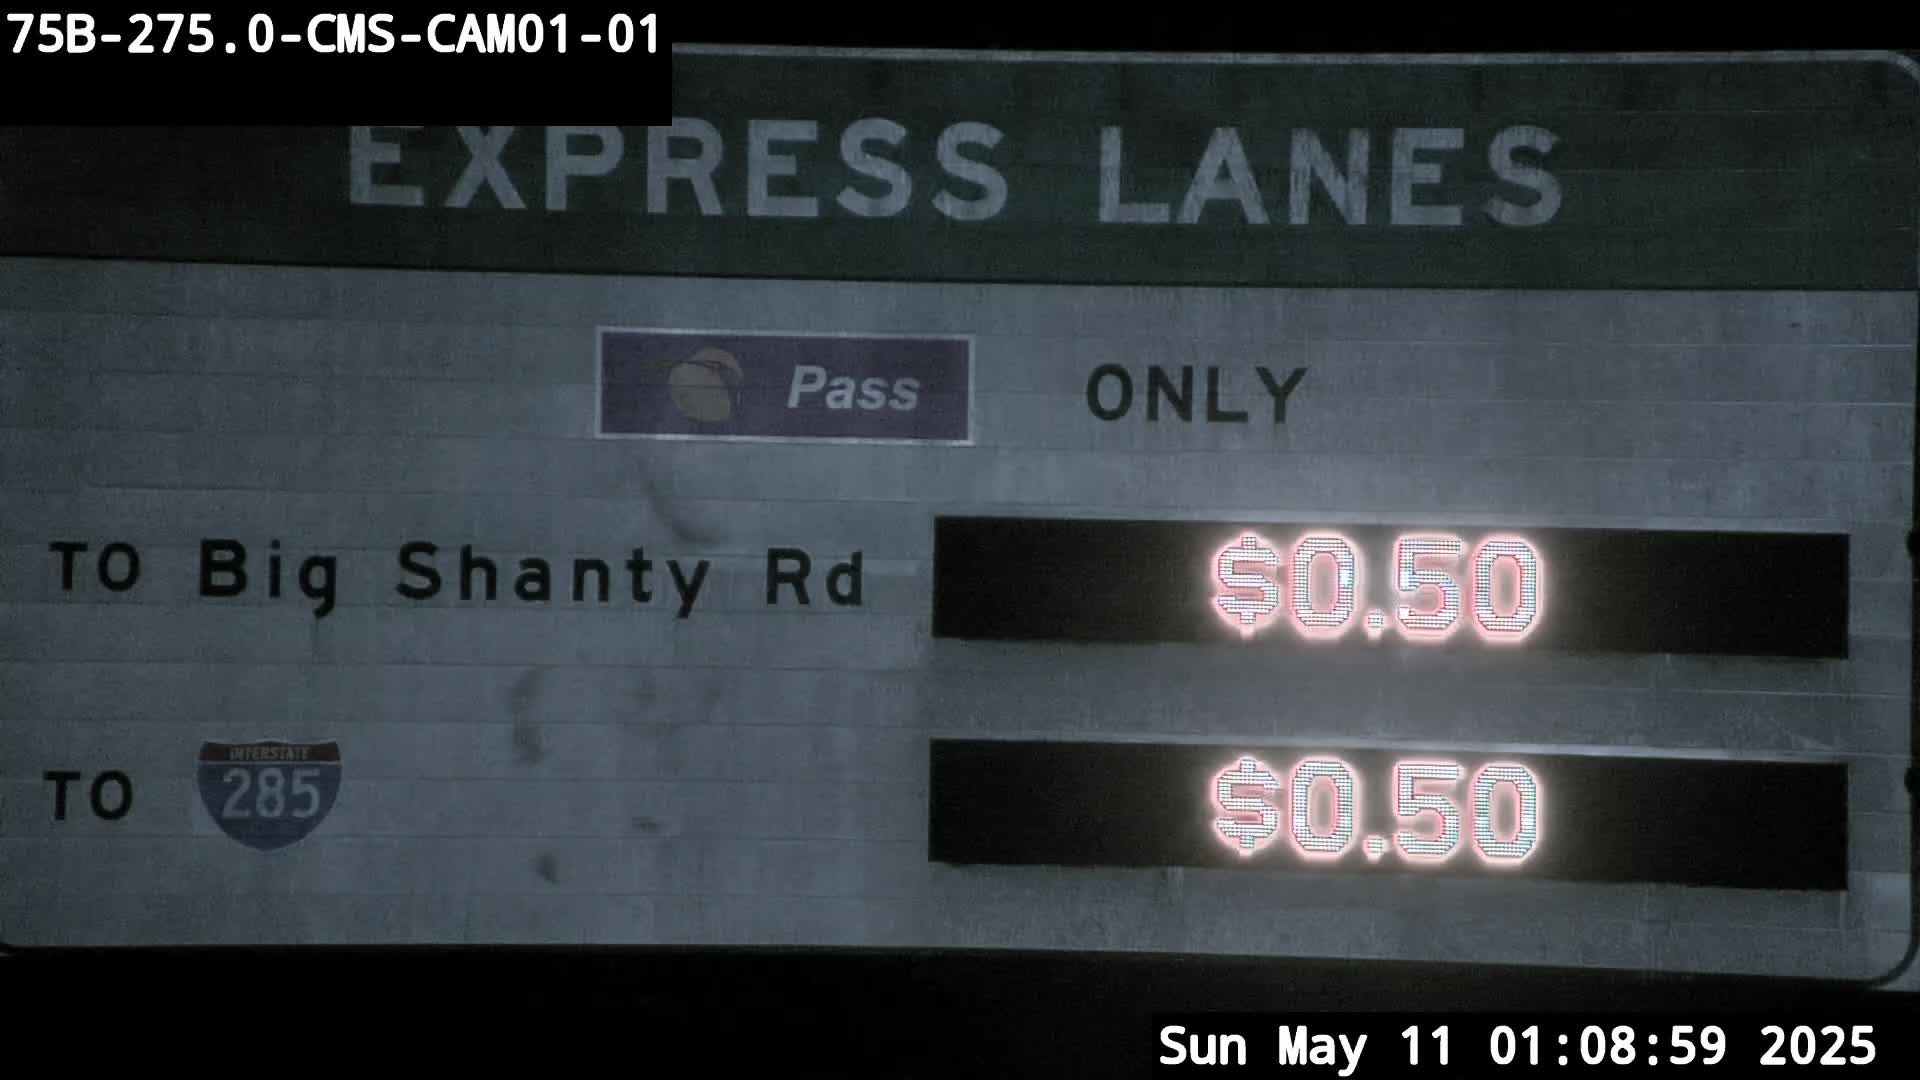 75B-275.0-CMS-CAM01-01
EXPRESS LANES
Pass ONLY
TO Big Shanty Rd $0.50
TO INTERSTATE 285 $0.50
Sun May 11 01:08:59 2025